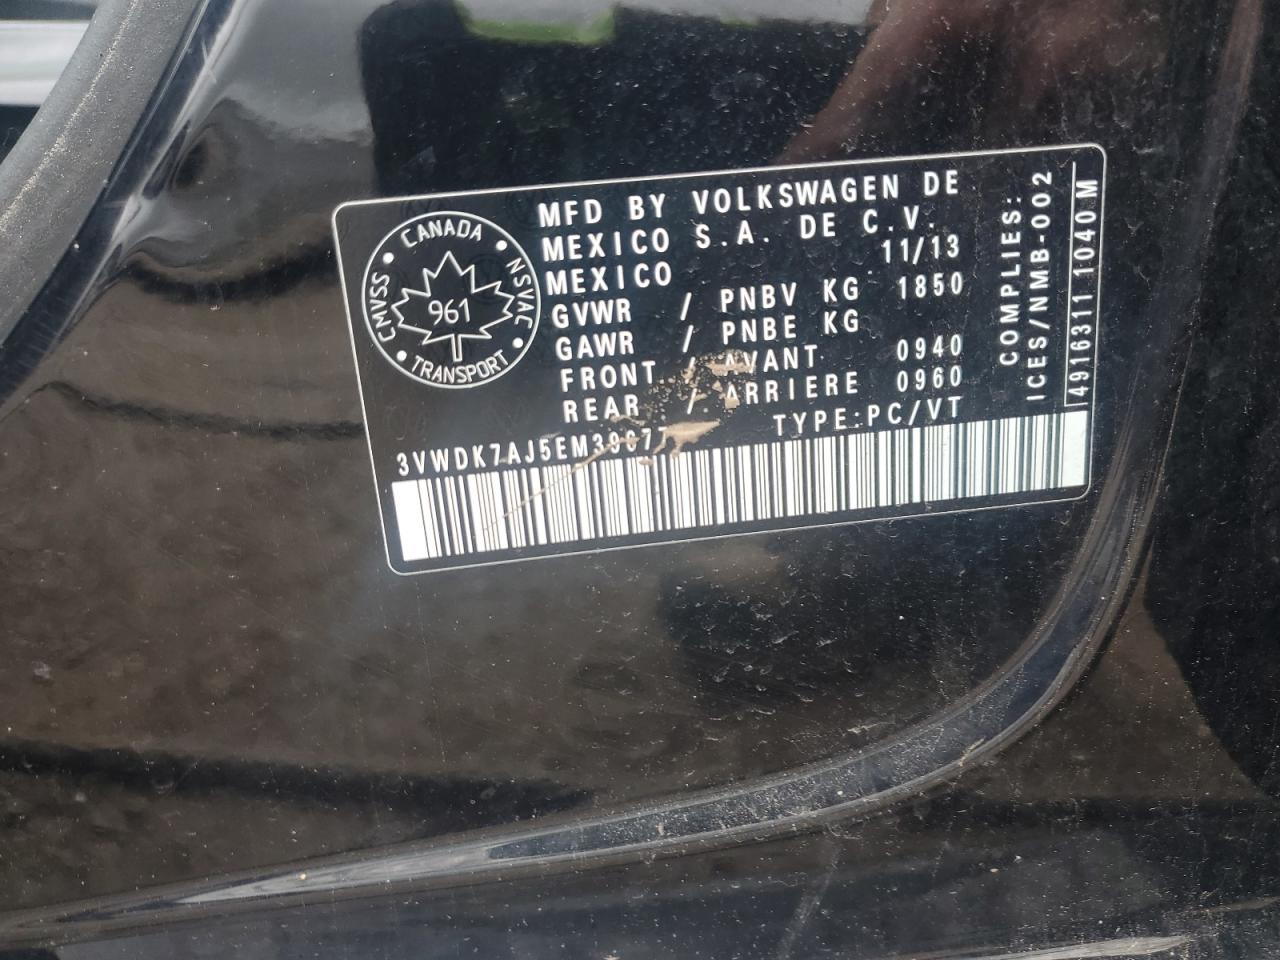 CANADA
CMVSS
NSVAC
961
TRANSPORT
MFD BY VOLKSWAGEN DE
MEXICO S.A. DE C.V.
MEXICO 11/13
GVWR / PNBV KG 1850
GAWR / PNBE KG
FRONT / AVANT 0940
REAR / ARRIERE 0960
TYPE:PC/VT
COMPLIES:
ICES/NMB-002
4916311 1040 M